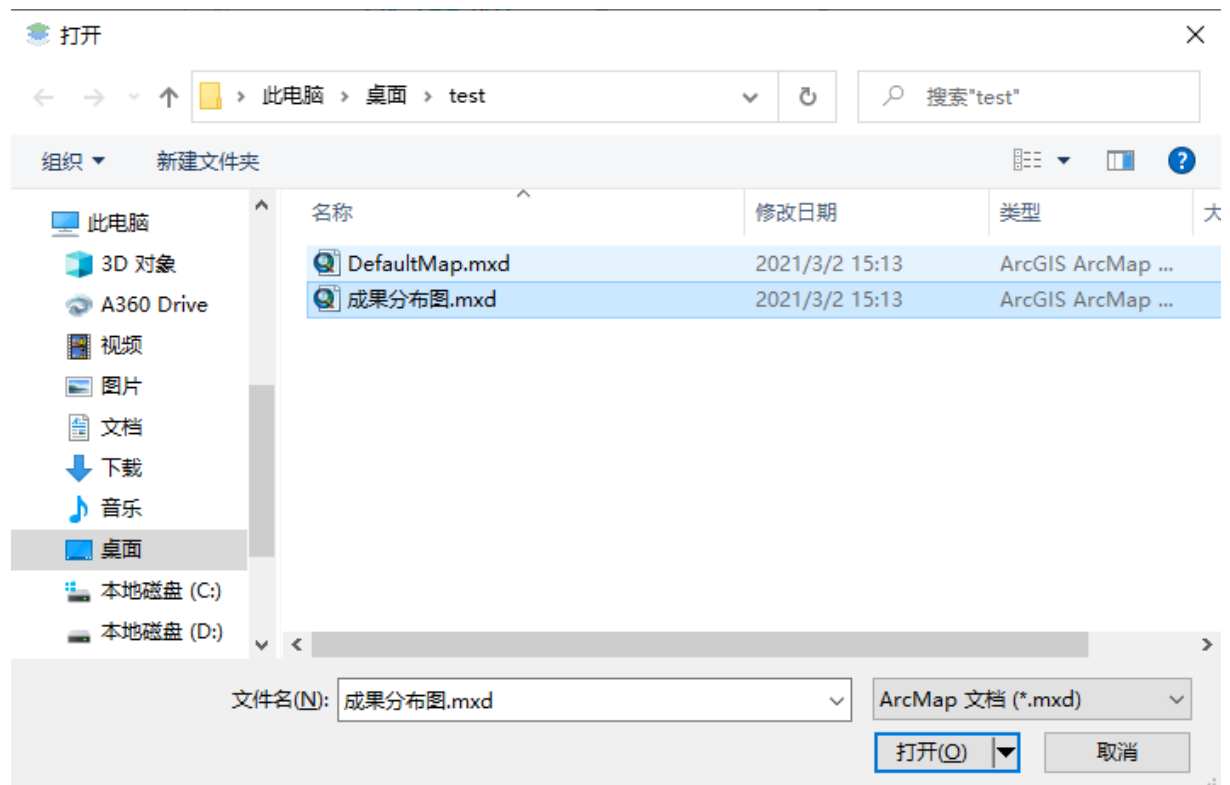 打开
此电脑 > 桌面 > test
搜索"test"
组织
新建文件夹
名称
修改日期
类型
大
此电脑
3D 对象
A360 Drive
视频
图片
文档
下载
音乐
桌面
本地磁盘 (C:)
本地磁盘 (D:)
DefaultMap.mxd 2021/3/2 15:13 ArcGIS ArcMap ...
成果分布图.mxd 2021/3/2 15:13 ArcGIS ArcMap ...
文件名(N): 成果分布图.mxd
ArcMap 文档 (*.mxd)
打开(O)
取消